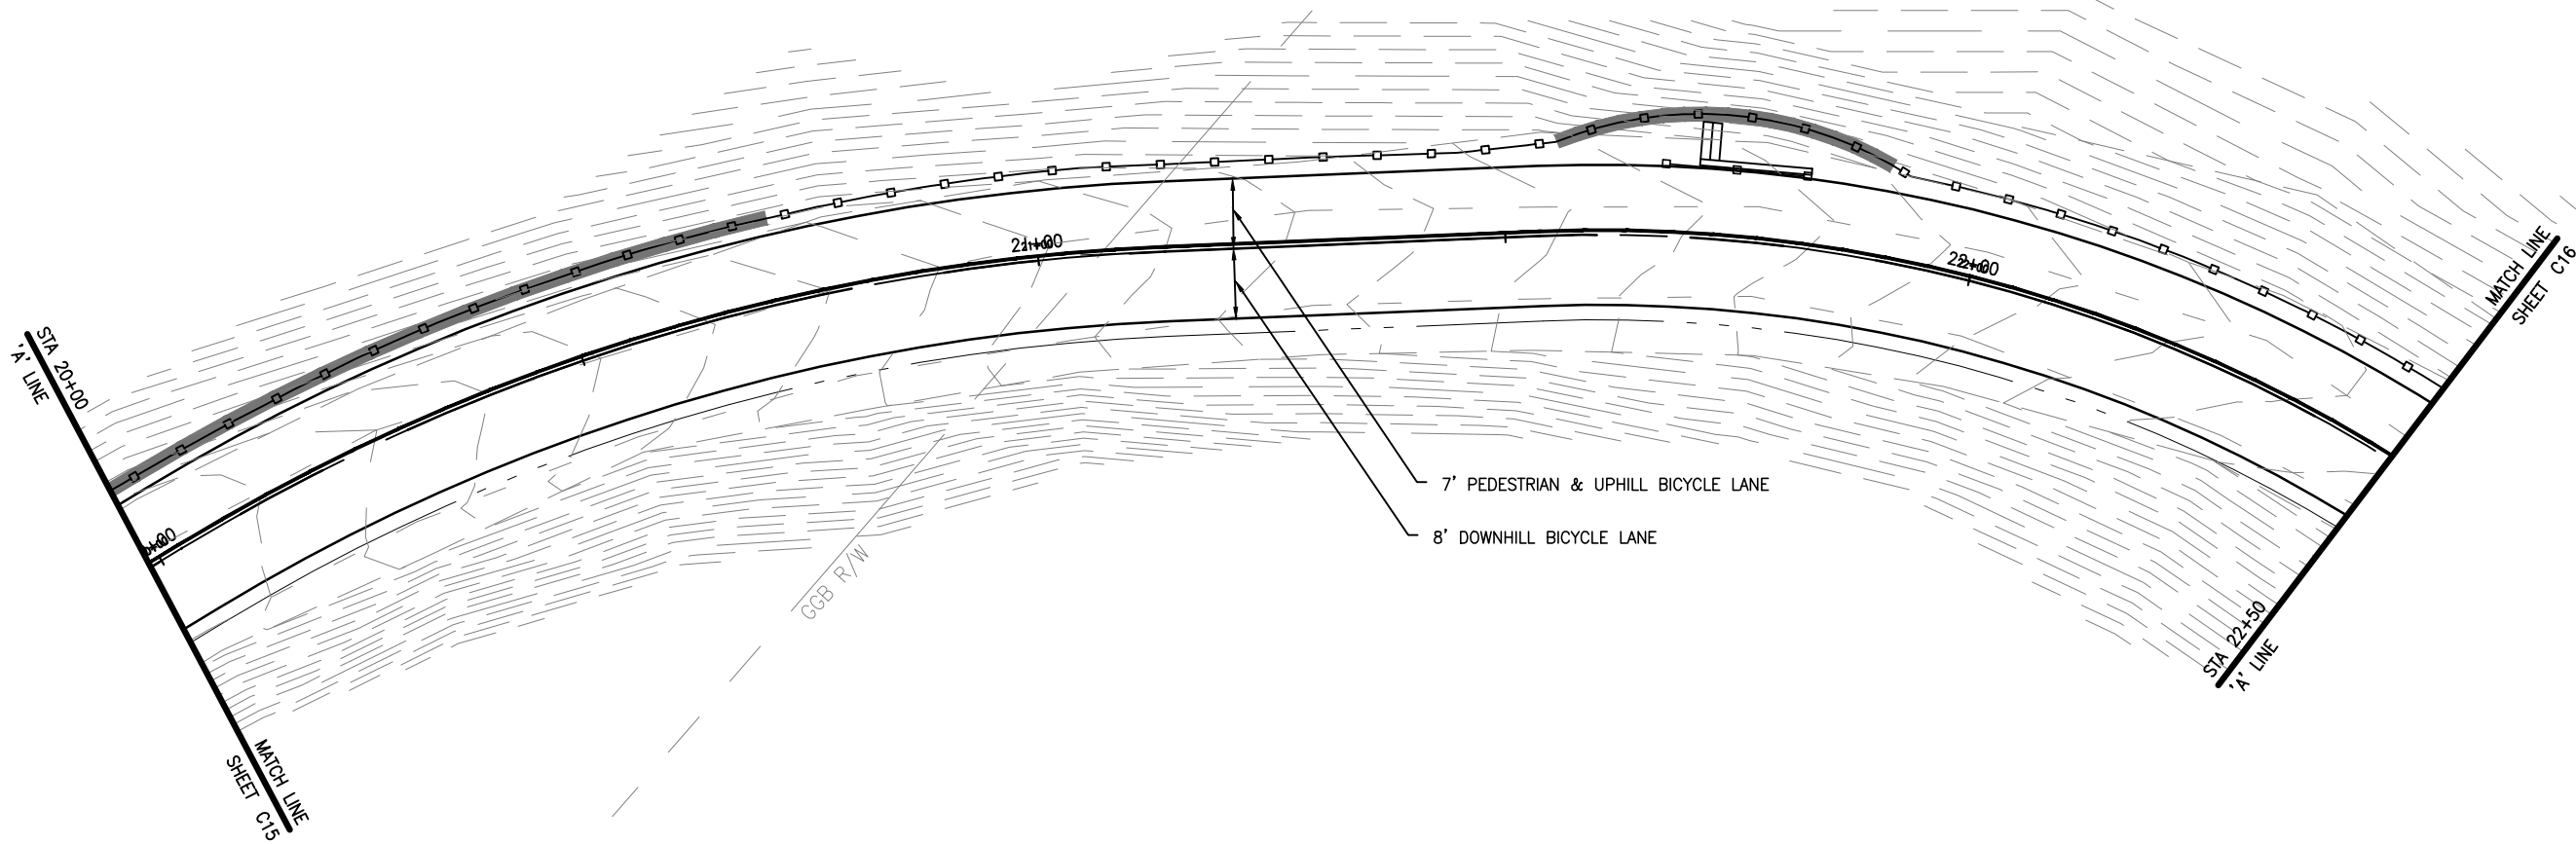 STA 20+00
'A' LINE
MATCH LINE
SHEET C15
21+00
22+00
7' PEDESTRIAN & UPHILL BICYCLE LANE
8' DOWNHILL BICYCLE LANE
GGB R/W
MATCH LINE
SHEET C16
STA 22+50
'A' LINE